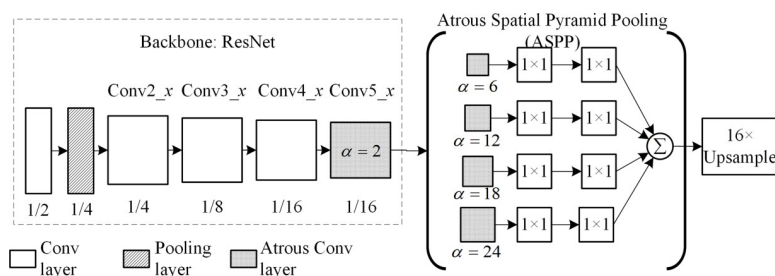 Backbone: ResNet
Conv2_x Conv3_x Conv4_x Conv5_x
α = 2
1/2 1/4 1/4 1/8 1/16 1/16
Conv
layer
Pooling
layer
Atrous Conv
layer
Atrous Spatial Pyramid Pooling
(ASPP)
1×1 1×1
α = 6
1×1 1×1
α = 12
1×1 1×1
α = 18
1×1 1×1
α = 24
Σ
16×
Upsample